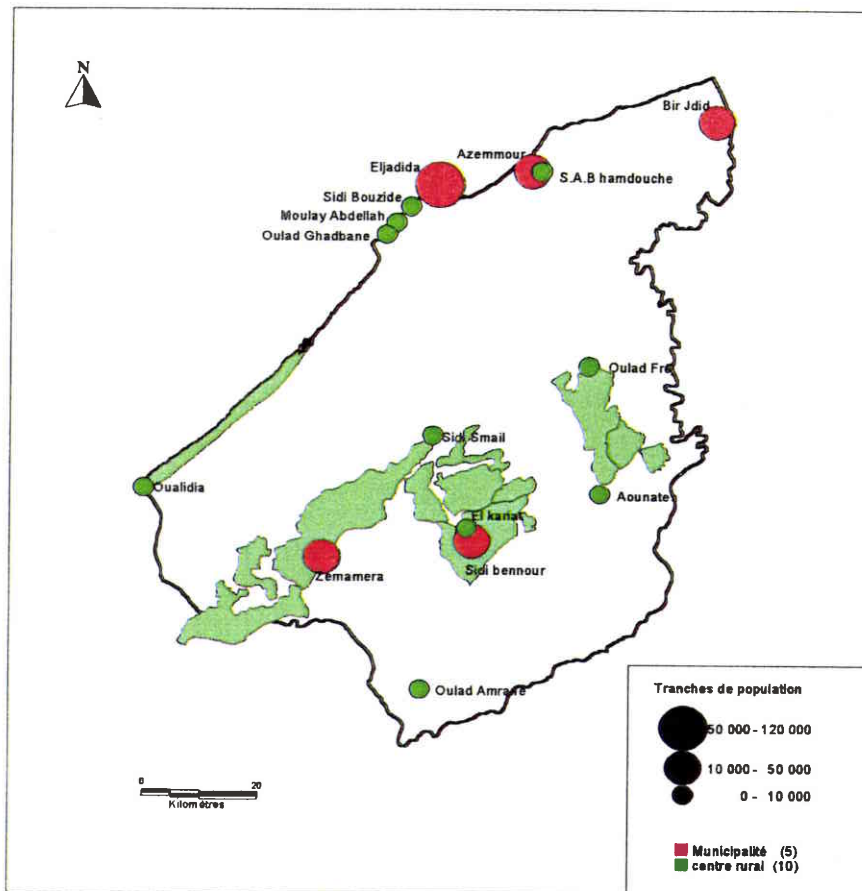 N
Bir Jdid
Azemmour
Eljadida
S.A.B hamdouche
Sidi Bouzide
Moulay Abdellah
Oulad Ghadbane
Oulad Fre
Sidi Smail
Oualidia
Aounate
El kariat
Zemamera
Sidi bennour
Oulad Amrane
Tranches de population
50 000 - 120 000
10 000 - 50 000
0 - 10 000
0 20
Kilométres
Municipalité (5)
centre rural (10)